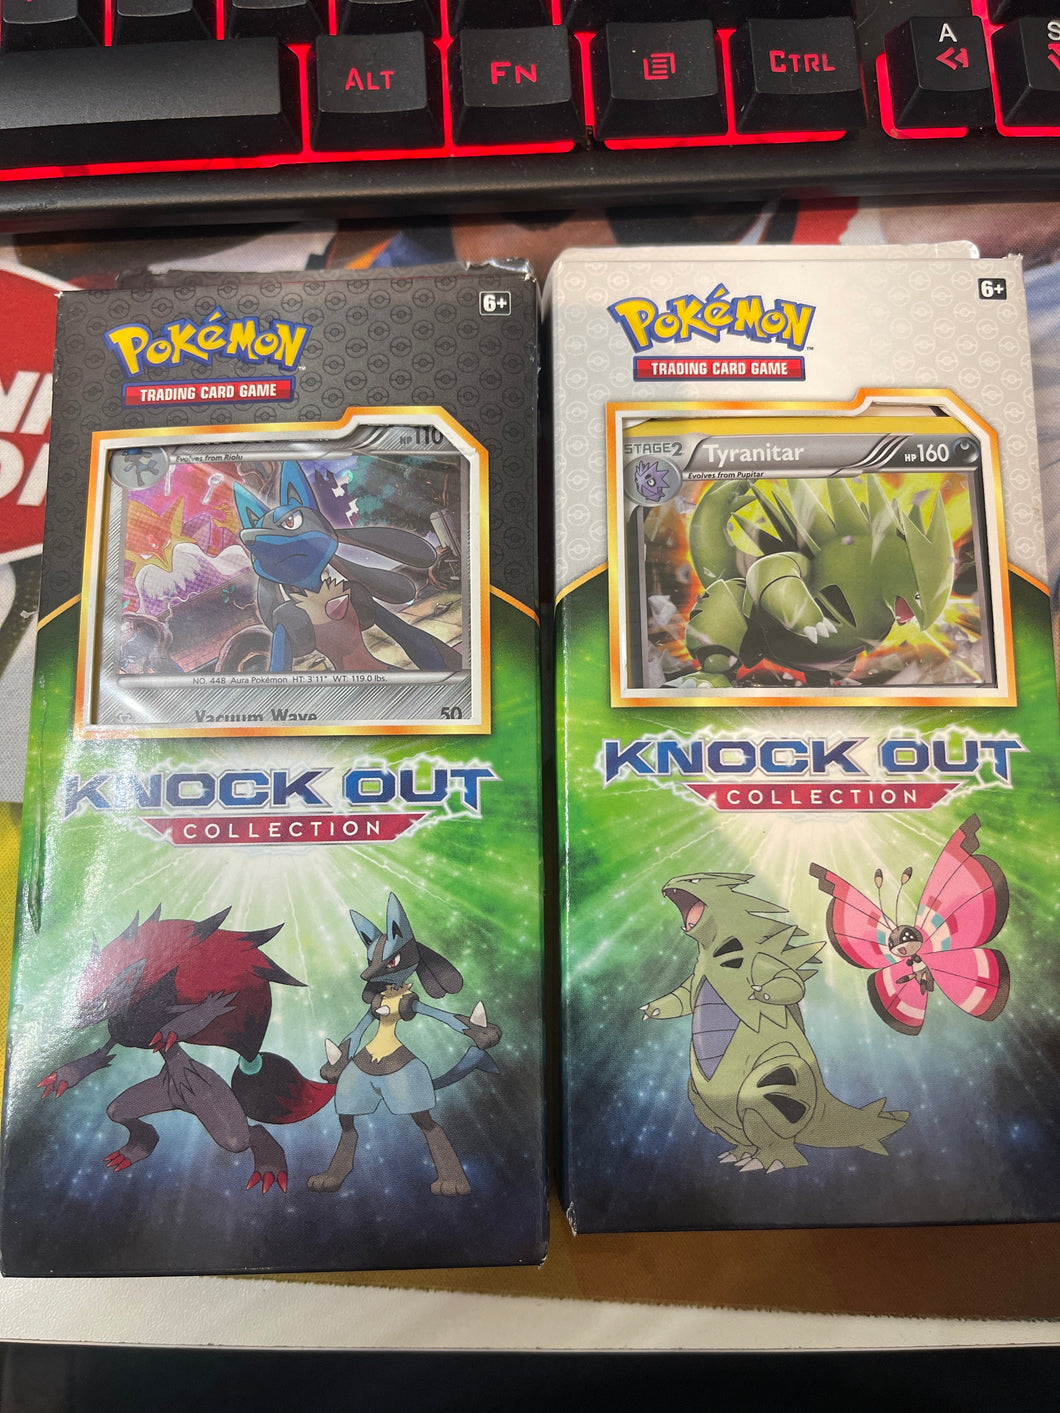 ALT
FN
CTRL
A
S
6+
POKéMON
TRADING CARD GAME
HP 110
Evolves from Riolu
NO. 448 Aura Pokémon HT: 3'11" WT: 119.0 lbs.
Vacuum Wave 50
KNOCK OUT
COLLECTION
6+
POKéMON
TRADING CARD GAME
STAGE2 Tyranitar HP 160
Evolves from Pupitar
KNOCK OUT
COLLECTION